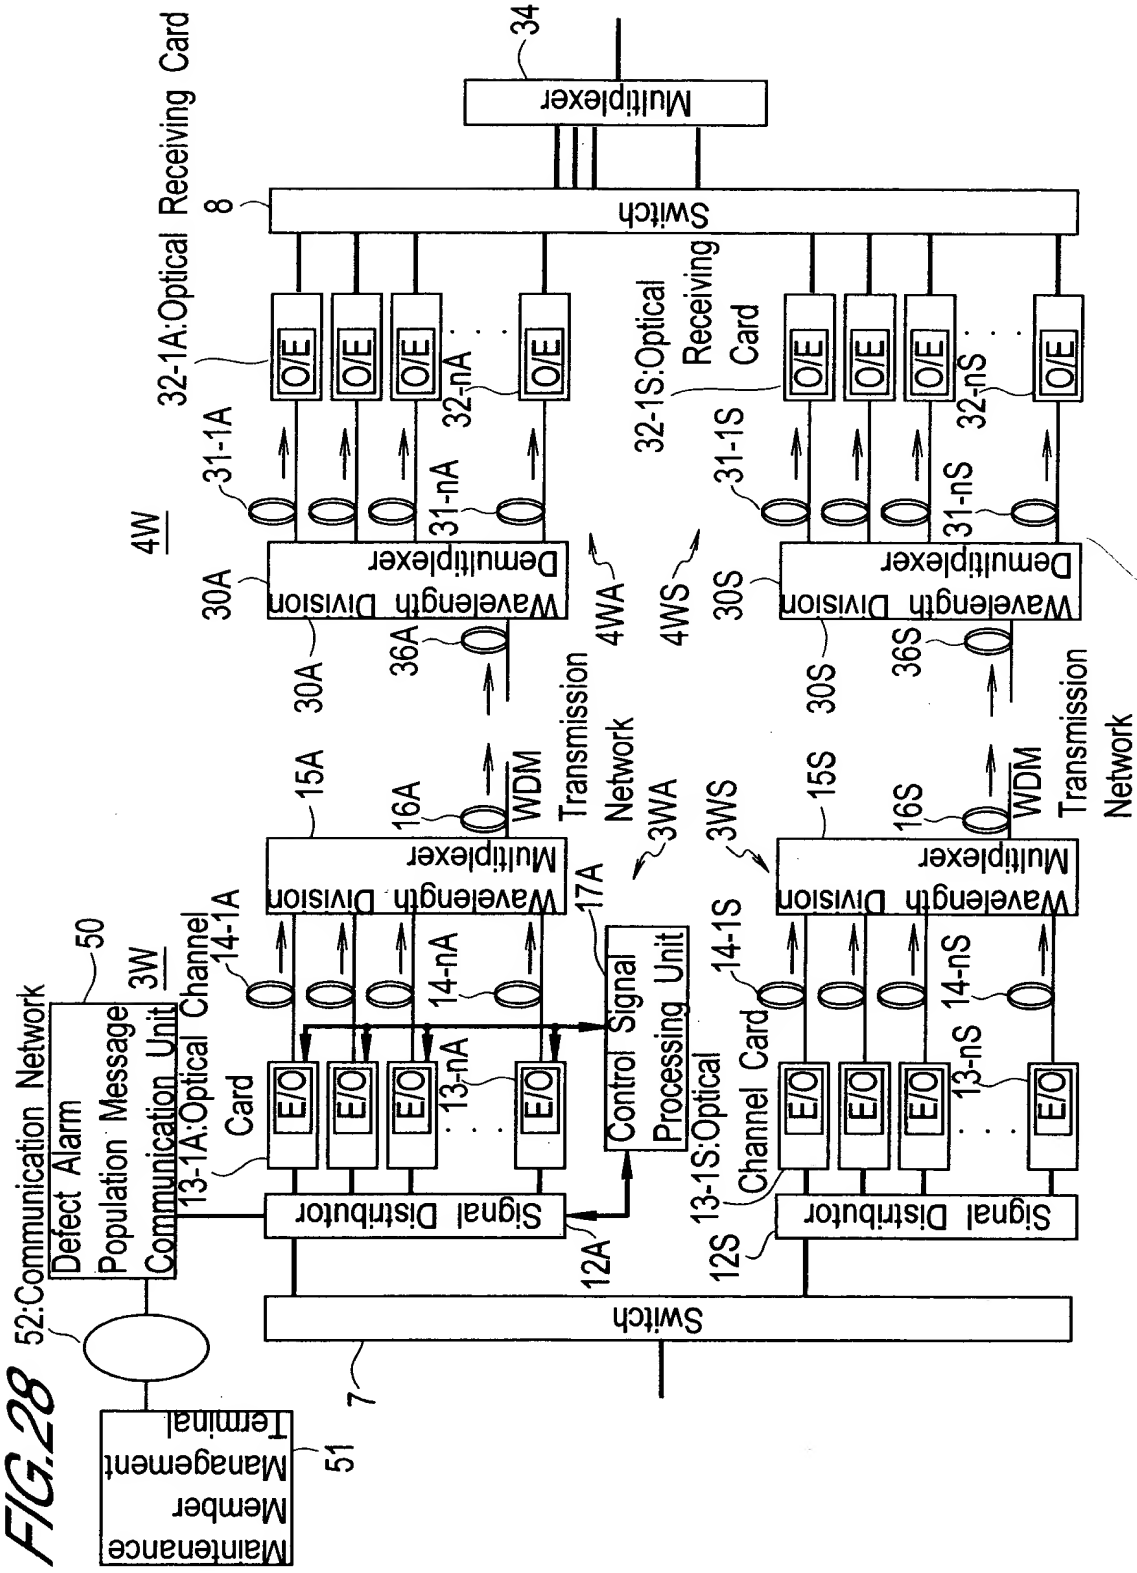 FIG.28
52:Communication Network
50
Defect Alarm
Population Message
Communication Unit
Maintenance
Member
Management
Terminal
51
3W
4W
13-1A:Optical Channel
Card
14-1A
15A
30A
30A
31-1A
32-1A:Optical Receiving Card
8
34
7
Switch
Signal Distributor
12A
E/O
E/O
E/O
E/O
. . .
13-nA
14-nA
Wavelength Division
Multiplexer
16A
WDM
Transmission
Network
36A
Wavelength Division
Demultiplexer
31-nA
O/E
O/E
O/E
O/E
. . .
32-nA
Switch
Multiplexer
Control Signal
Processing Unit
17A
3WA
3WS
4WA
4WS
13-1S:Optical
Channel Card
14-1S
15S
30S
30S
31-1S
32-1S:Optical
Receiving
Card
12S
Signal Distributor
E/O
E/O
E/O
E/O
. . .
13-nS
14-nS
Wavelength Division
Multiplexer
16S
WDM
Transmission
Network
36S
Wavelength Division
Demultiplexer
31-nS
O/E
O/E
O/E
O/E
. . .
32-nS